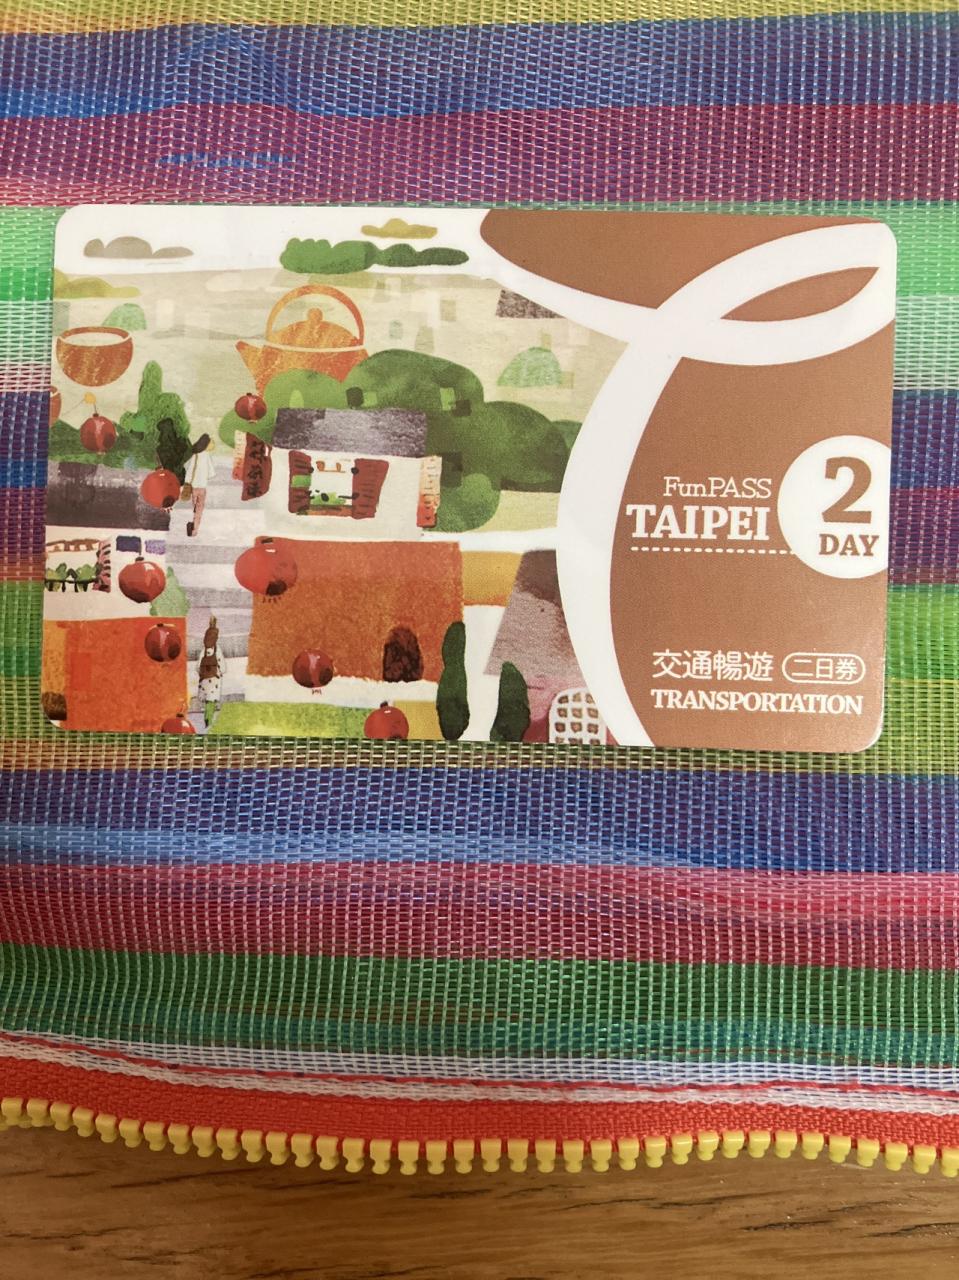 FunPASS
TAIPEI
2
DAY
交通暢遊 二日券
TRANSPORTATION